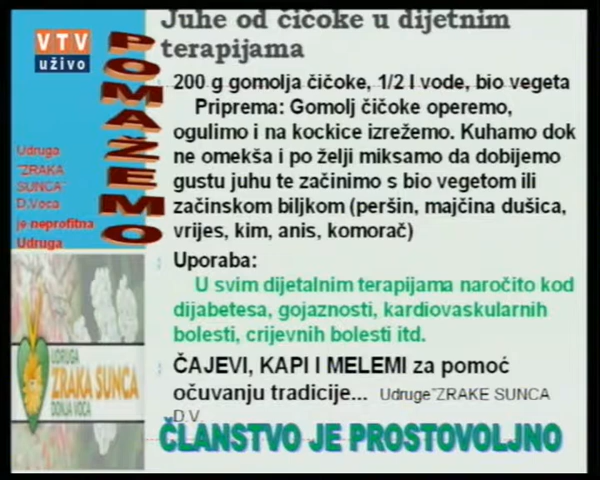 Juhe od čičoke u dijetnim
terapijama
VTV
uživo
POMAŽEMO
200 g gomolja čičoke, 1/2 l vode, bio vegeta
Priprema: Gomolj čičoke operemo,
ogulimo i na kockice izrežemo. Kuhamo dok
ne omekša i po želji miksamo da dobijemo
gustu juhu te začinimo s bio vegetom ili
začinskom biljkom (peršin, majčina dušica,
vrijes, kim, anis, komorač)
Udruga
"ZRAKA
SUNCA"
D.Voca
je neprofitna
Udruga
Uporaba:
U svim dijetalnim terapijama naročito kod
dijabetesa, gojaznosti, kardiovaskularnih
bolesti, crijevnih bolesti itd.
ČAJEVI, KAPI I MELEMI za pomoć
očuvanju tradicije... Udruge"ZRAKE SUNCA
D.V
UDRUGA
ZRAKA SUNCA
DONJA VOĆA
ČLANSTVO JE PROSTOVOLJNO